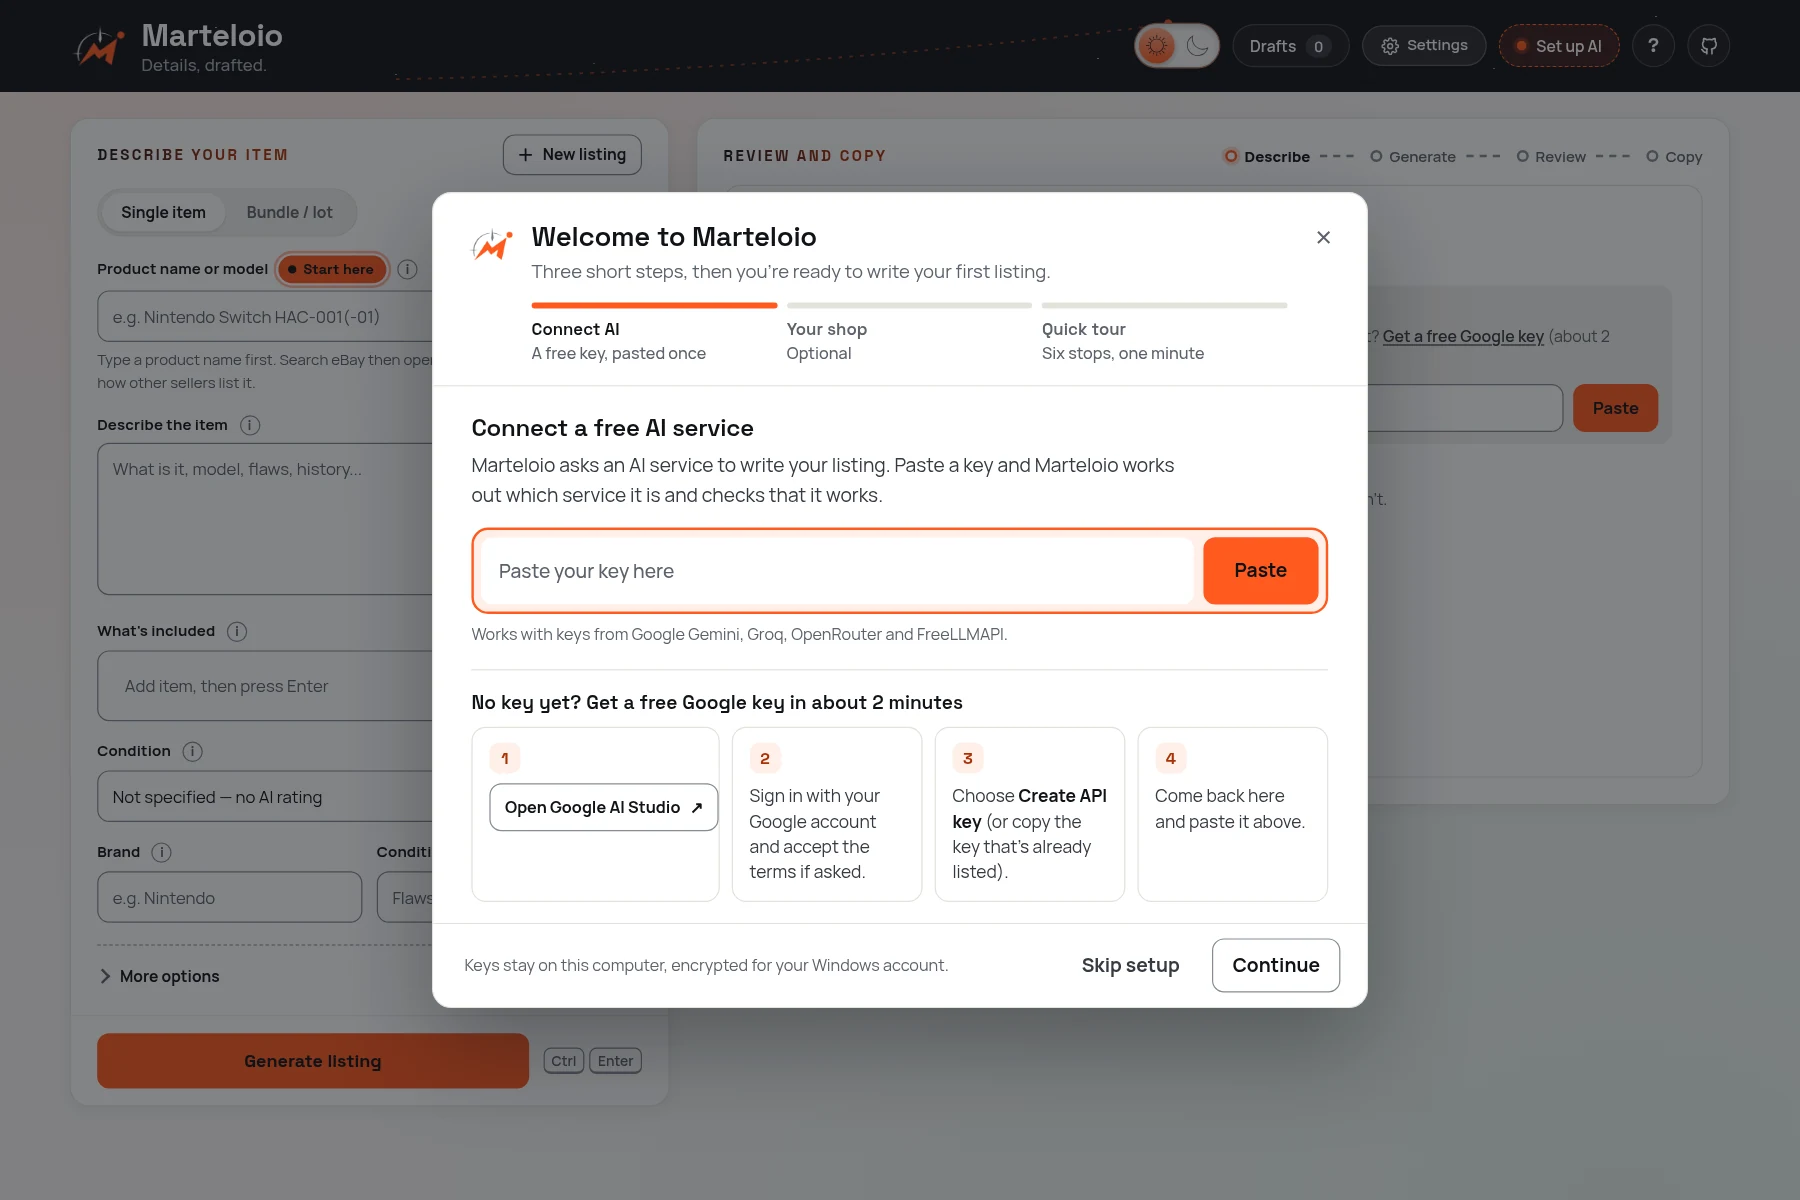 Marteloio
Details, drafted.
Drafts 0
Settings
Set up AI
?
DESCRIBE YOUR ITEM
+ New listing
Single item
Bundle / lot
Product name or model
Start here
i
e.g. Nintendo Switch HAC-001(-01)
Type a product name first. Search eBay then
how other sellers list it.
Describe the item i
What is it, model, flaws, history...
What's included i
Add item, then press Enter
Condition i
Not specified — no AI rating
Brand i
e.g. Nintendo
Flaws
More options
Generate listing
Ctrl
Enter
REVIEW AND COPY
Describe
Generate
Review
Copy
? Get a free Google key (about 2
Paste
Welcome to Marteloio
Three short steps, then you're ready to write your first listing.
Connect AI
A free key, pasted once
Your shop
Optional
Quick tour
Six stops, one minute
Connect a free AI service
Marteloio asks an AI service to write your listing. Paste a key and Marteloio works
out which service it is and checks that it works.
Paste your key here
Paste
Works with keys from Google Gemini, Groq, OpenRouter and FreeLLMAPI.
No key yet? Get a free Google key in about 2 minutes
1
Open Google AI Studio ↗
2
Sign in with your
Google account
and accept the
terms if asked.
3
Choose Create API
key (or copy the
key that's already
listed).
4
Come back here
and paste it above.
Keys stay on this computer, encrypted for your Windows account.
Skip setup
Continue